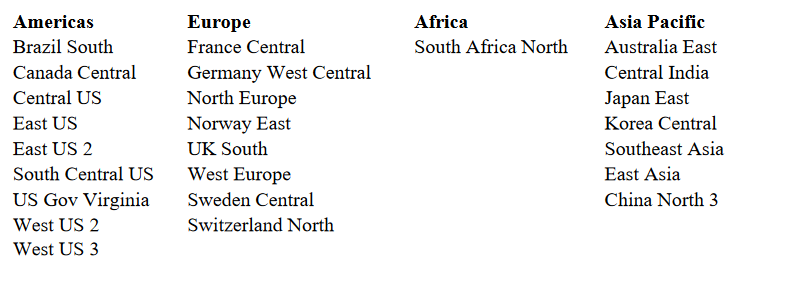 Americas Europe Africa Asia Pacific
Brazil South France Central South Africa North Australia East
Canada Central Germany West Central Central India
Central US North Europe Japan East
East US Norway East Korea Central
East US 2 UK South Southeast Asia
South Central US West Europe East Asia
US Gov Virginia Sweden Central China North 3
West US 2 Switzerland North
West US 3